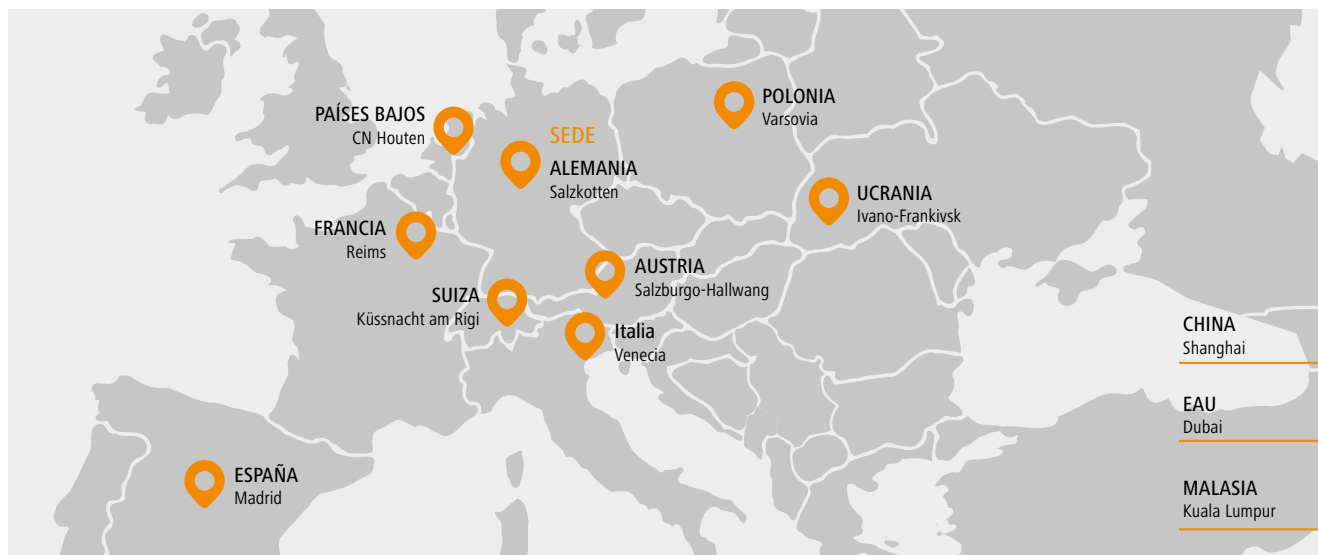 PAÍSES BAJOS
CN Houten
SEDE
ALEMANIA
Salzkotten
POLONIA
Varsovia
UCRANIA
Ivano-Frankivsk
FRANCIA
Reims
AUSTRIA
Salzburgo-Hallwang
SUIZA
Küssnacht am Rigi
Italia
Venecia
ESPAÑA
Madrid
CHINA
Shanghai
EAU
Dubai
MALASIA
Kuala Lumpur